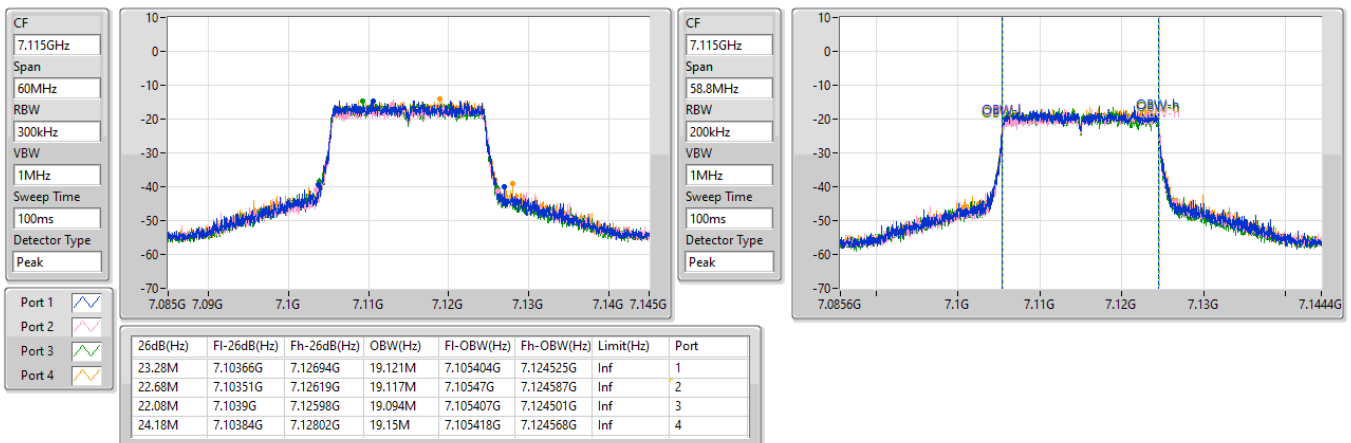 CF
7.115GHz
Span
60MHz
RBW
300kHz
VBW
1MHz
Sweep Time
100ms
Detector Type
Peak
10
0
-10
-20
-30
-40
-50
-60
-70
7.085G 7.09G 7.1G 7.11G 7.12G 7.13G 7.14G 7.145G
CF
7.115GHz
Span
58.8MHz
RBW
200kHz
VBW
1MHz
Sweep Time
100ms
Detector Type
Peak
10
0
-10
-20
-30
-40
-50
-60
-70
OBW-l OBW-h
7.0856G 7.1G 7.11G 7.12G 7.13G 7.1444G
Port 1
Port 2
Port 3
Port 4
26dB(Hz) Fl-26dB(Hz) Fh-26dB(Hz) OBW(Hz) Fl-OBW(Hz) Fh-OBW(Hz) Limit(Hz) Port
23.28M 7.10366G 7.12694G 19.121M 7.105404G 7.124525G Inf 1
22.68M 7.10351G 7.12619G 19.117M 7.10547G 7.124587G Inf 2
22.08M 7.1039G 7.12598G 19.094M 7.105407G 7.124501G Inf 3
24.18M 7.10384G 7.12802G 19.15M 7.105418G 7.124568G Inf 4